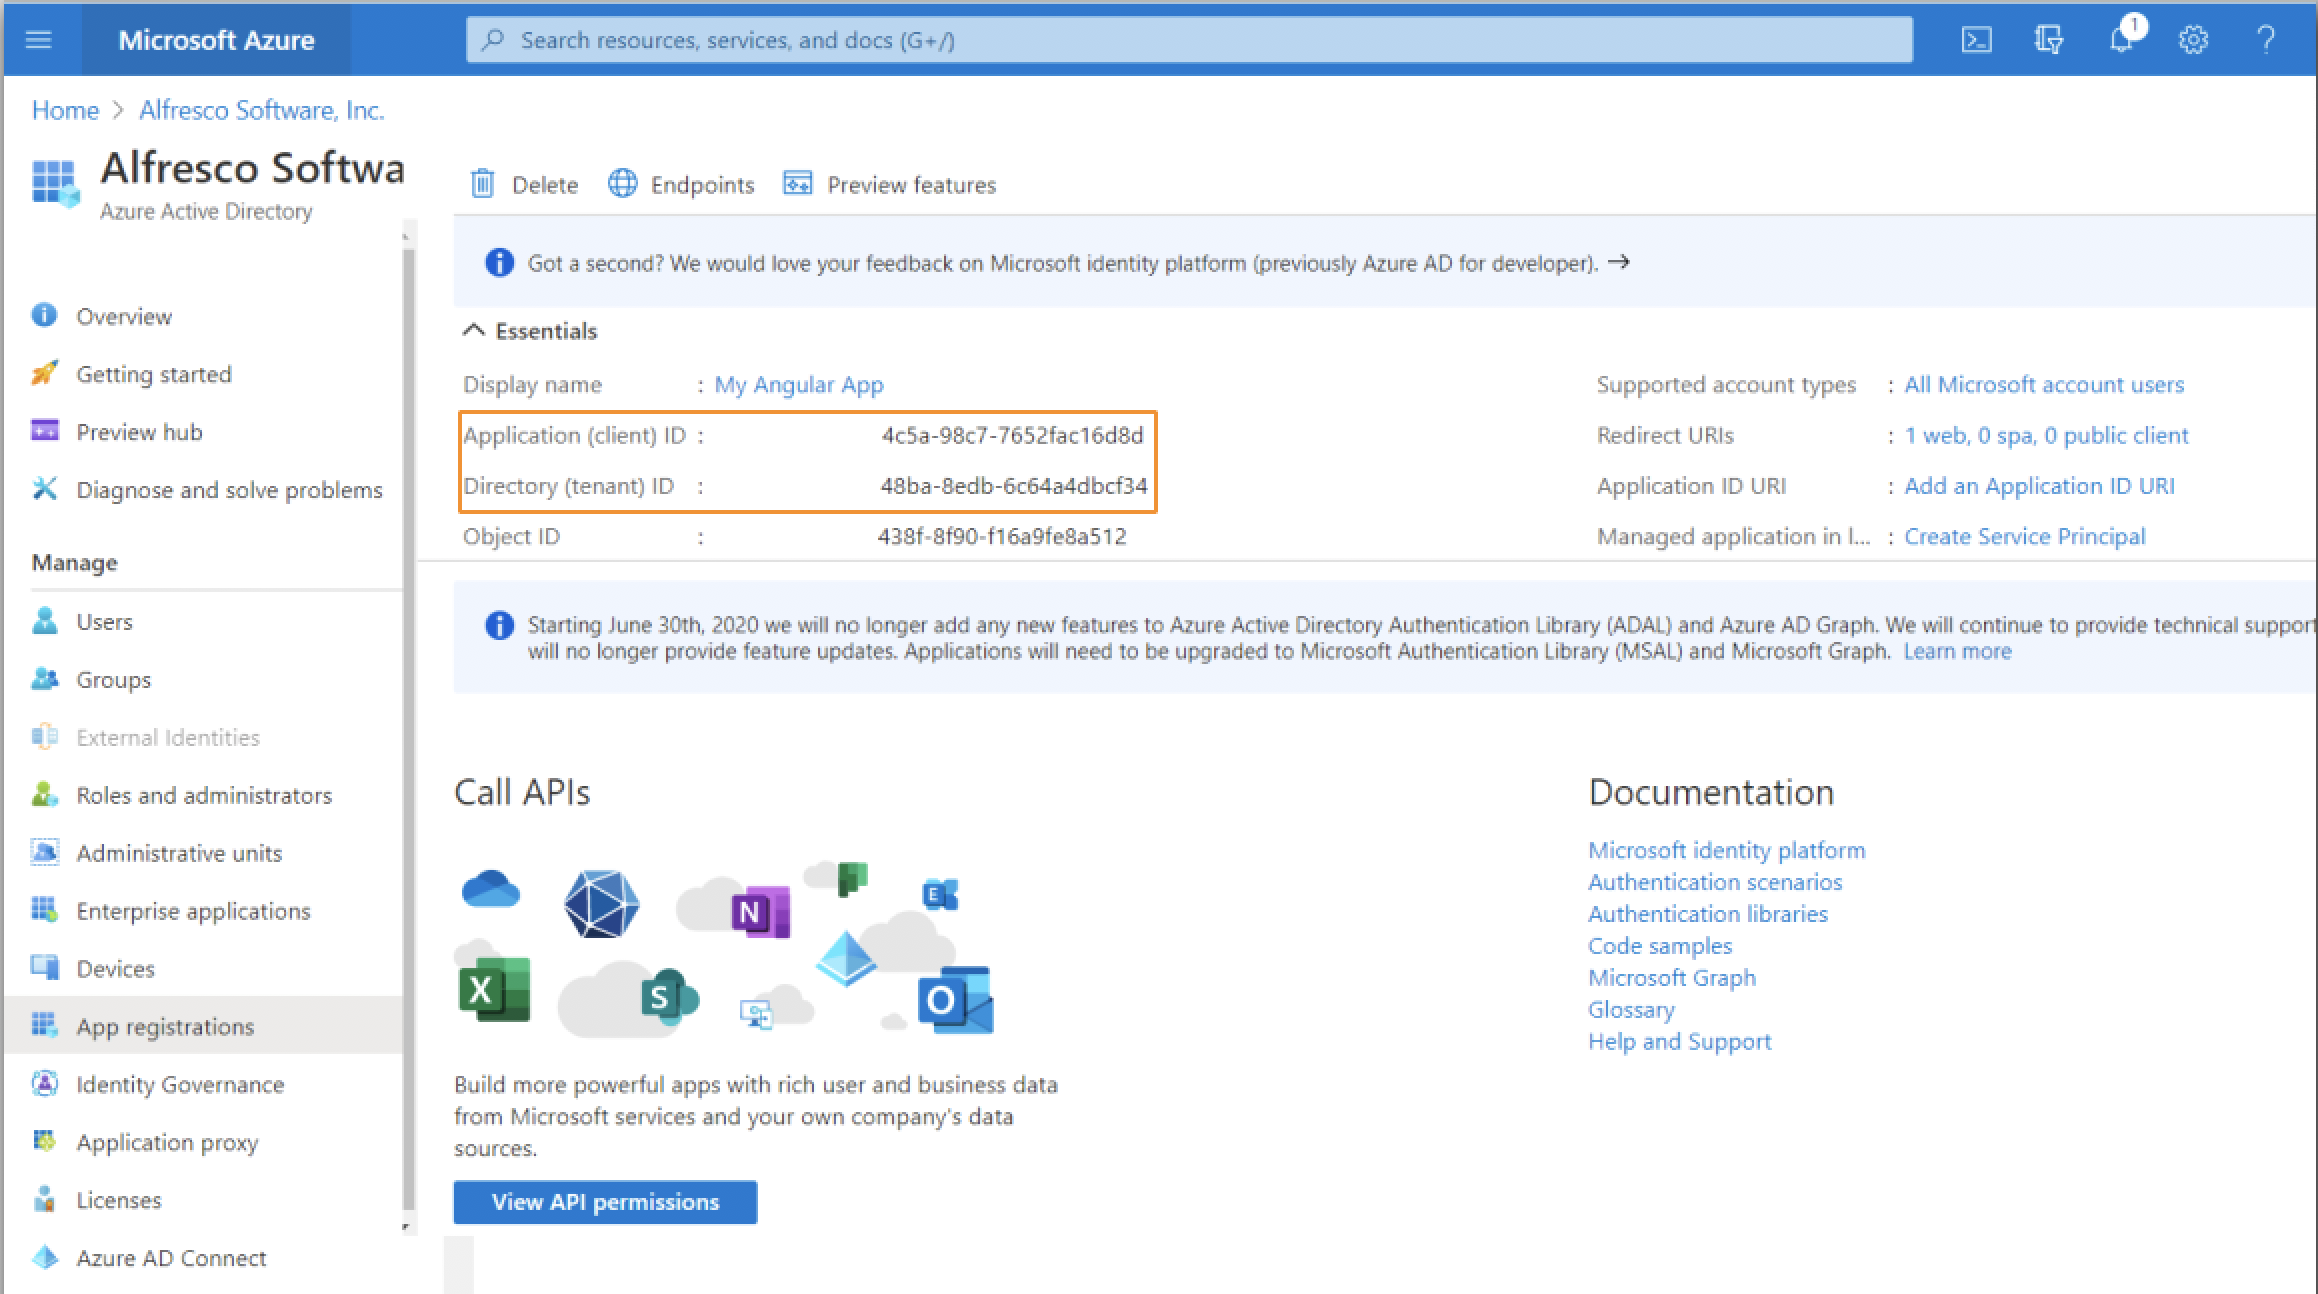 Microsoft Azure
Search resources, services, and docs (G+/)
1
Home > Alfresco Software, Inc.
Alfresco Softwa
Azure Active Directory
Overview
Getting started
Preview hub
Diagnose and solve problems
Manage
Users
Groups
External Identities
Roles and administrators
Administrative units
Enterprise applications
Devices
App registrations
Identity Governance
Application proxy
Licenses
Azure AD Connect
Delete
Endpoints
Preview features
Got a second? We would love your feedback on Microsoft identity platform (previously Azure AD for developer). →
Essentials
Display name : My Angular App
Application (client) ID : 4c5a-98c7-7652fac16d8d
Directory (tenant) ID : 48ba-8edb-6c64a4dbcf34
Object ID : 438f-8f90-f16a9fe8a512
Supported account types : All Microsoft account users
Redirect URIs : 1 web, 0 spa, 0 public client
Application ID URI : Add an Application ID URI
Managed application in l... : Create Service Principal
Starting June 30th, 2020 we will no longer add any new features to Azure Active Directory Authentication Library (ADAL) and Azure AD Graph. We will continue to provide technical support
will no longer provide feature updates. Applications will need to be upgraded to Microsoft Authentication Library (MSAL) and Microsoft Graph. Learn more
Call APIs
N
E
X
S
O
Build more powerful apps with rich user and business data
from Microsoft services and your own company's data
sources.
View API permissions
Documentation
Microsoft identity platform
Authentication scenarios
Authentication libraries
Code samples
Microsoft Graph
Glossary
Help and Support